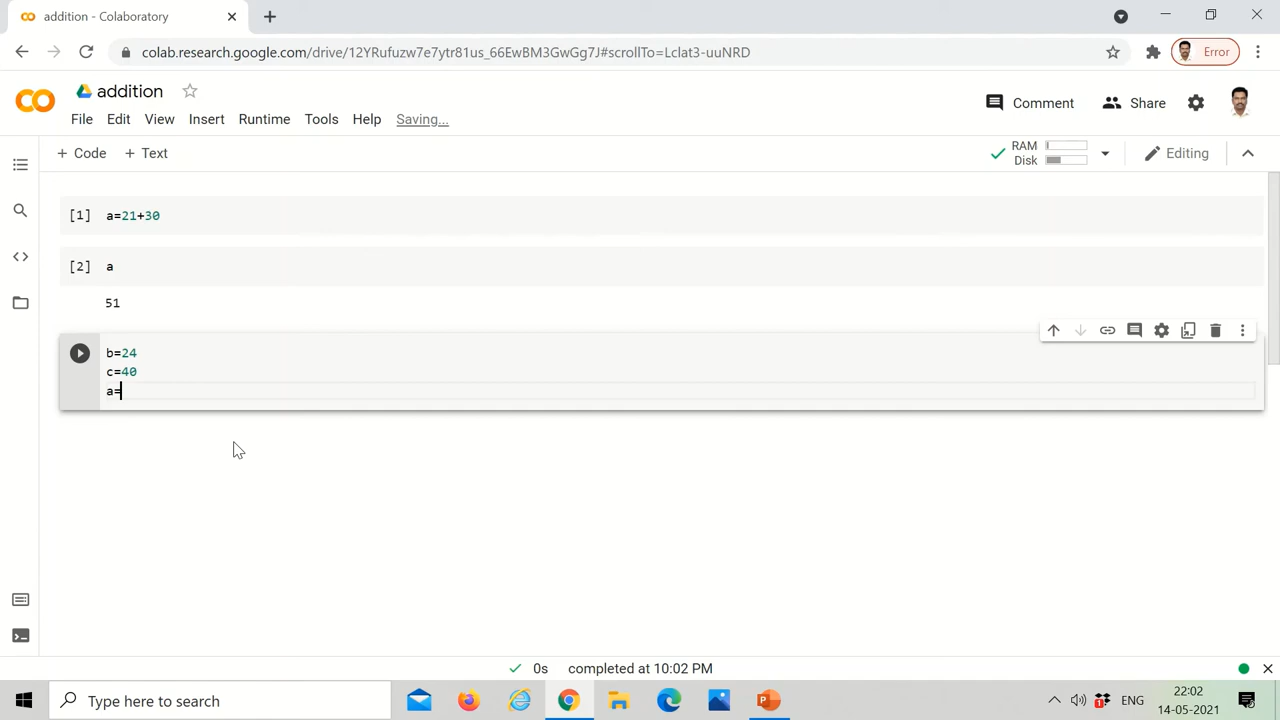 addition - Colaboratory
colab.research.google.com/drive/12YRufuzw7e7ytr81us_66EwBM3GwGg7J#scrollTo=Lclat3-uuNRD
Error
CO
addition
Comment
Share
File Edit View Insert Runtime Tools Help Saving...
+ Code + Text
RAM
Disk
Editing
[1] a=21+30
[2] a
51
b=24
c=40
a=
0s completed at 10:02 PM
Type here to search
ENG
22:02
14-05-2021